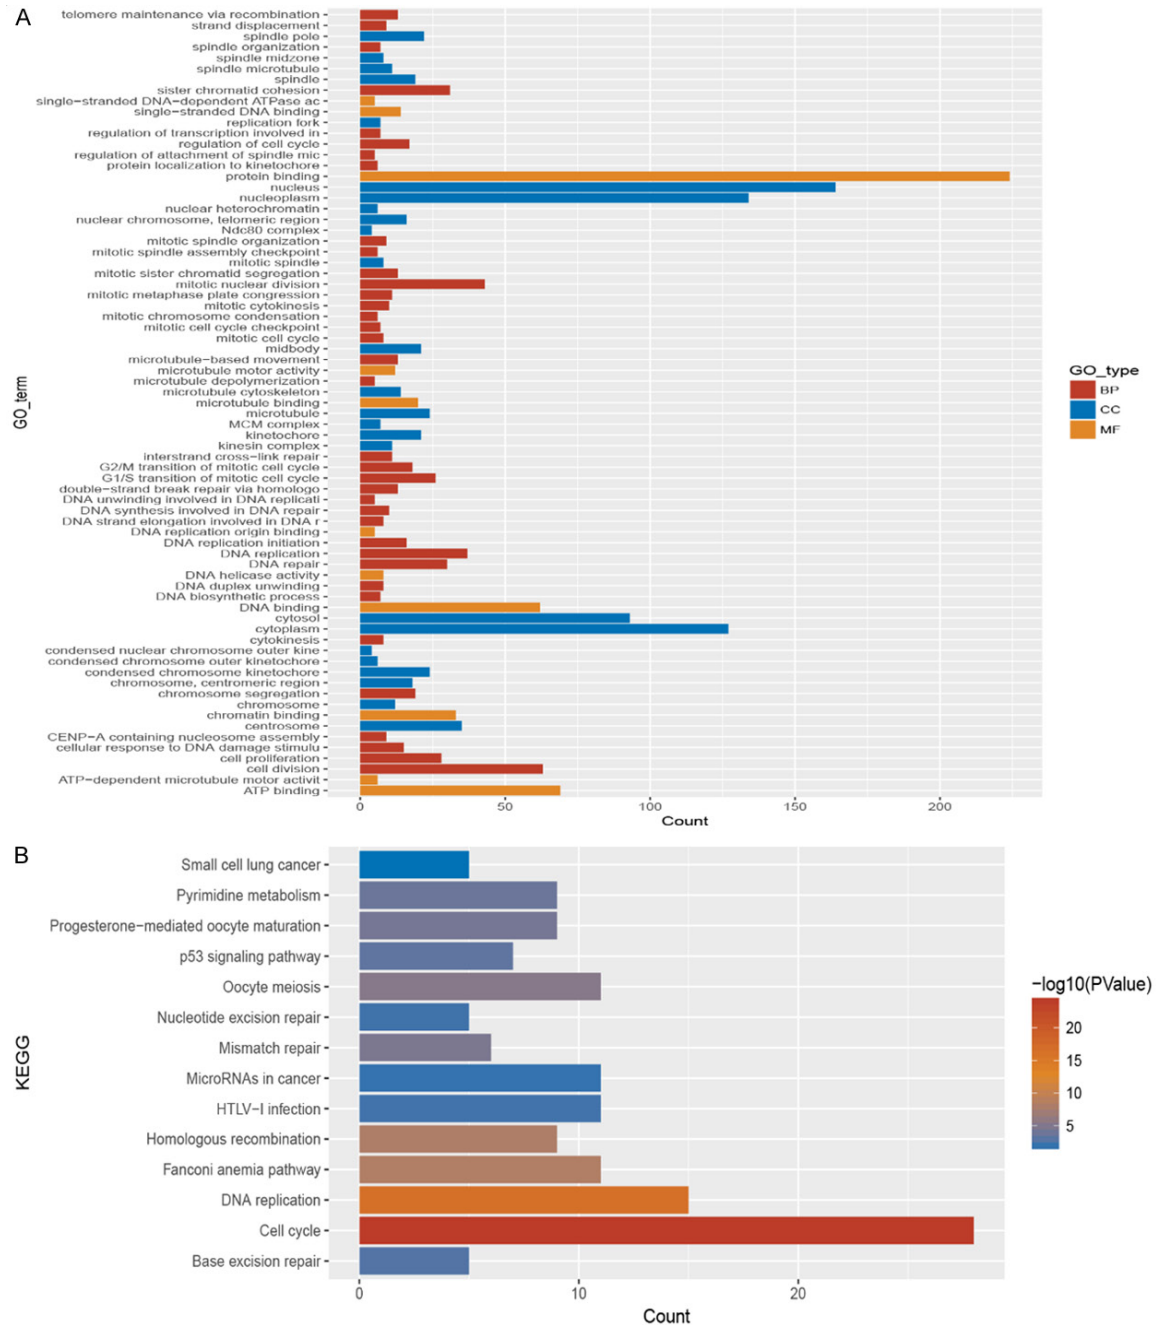 A
telomere maintenance via recombination
strand displacement
spindle pole
spindle organization
spindle midzone
spindle microtubule
spindle
sister chromatid cohesion
single-stranded DNA-dependent ATPase ac
single-stranded DNA binding
replication fork
regulation of transcription involved in
regulation of cell cycle
regulation of attachment of spindle mic
protein localization to kinetochore
protein binding
nucleus
nucleoplasm
nuclear heterochromatin
nuclear chromosome, telomeric region
Ndc80 complex
mitotic spindle organization
mitotic spindle assembly checkpoint
mitotic spindle
mitotic sister chromatid segregation
mitotic nuclear division
mitotic metaphase plate congression
mitotic cytokinesis
mitotic chromosome condensation
mitotic cell cycle checkpoint
mitotic cell cycle
midbody
microtubule-based movement
microtubule motor activity
microtubule depolymerization
microtubule cytoskeleton
microtubule binding
microtubule
MCM complex
kinetochore
kinesin complex
interstrand cross-link repair
G2/M transition of mitotic cell cycle
G1/S transition of mitotic cell cycle
double-strand break repair via homologo
DNA unwinding involved in DNA replicati
DNA synthesis involved in DNA repair
DNA strand elongation involved in DNA r
DNA replication origin binding
DNA replication initiation
DNA replication
DNA repair
DNA helicase activity
DNA duplex unwinding
DNA biosynthetic process
DNA binding
cytosol
cytoplasm
cytokinesis
condensed nuclear chromosome outer kine
condensed chromosome outer kinetochore
condensed chromosome kinetochore
chromosome, centromeric region
chromosome segregation
chromosome
chromatin binding
centrosome
CENP-A containing nucleosome assembly
cellular response to DNA damage stimulu
cell proliferation
cell division
ATP-dependent microtubule motor activit
ATP binding
GO_term
0 50 100 150 200
Count
GO_type
BP
CC
MF
B
Small cell lung cancer
Pyrimidine metabolism
Progesterone-mediated oocyte maturation
p53 signaling pathway
Oocyte meiosis
Nucleotide excision repair
Mismatch repair
MicroRNAs in cancer
HTLV-I infection
Homologous recombination
Fanconi anemia pathway
DNA replication
Cell cycle
Base excision repair
KEGG
0 10 20
Count
-log10(PValue)
20
15
10
5